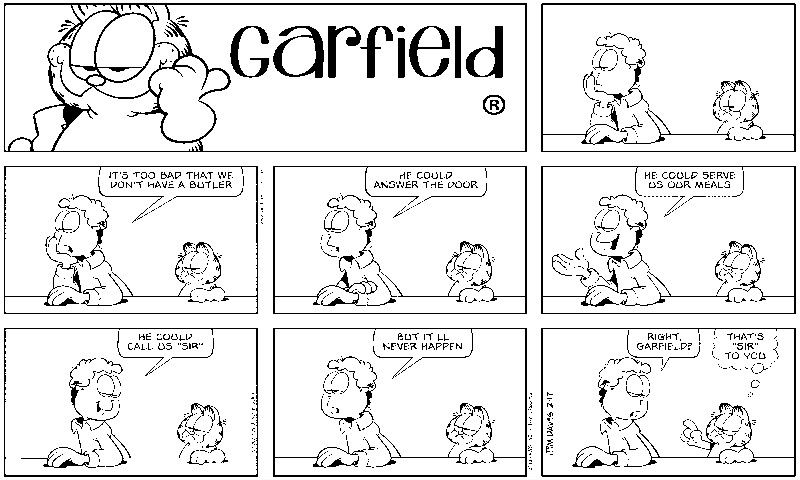 Garfield
®
IT'S TOO BAD THAT WE
DON'T HAVE A BUTLER
HE COULD
ANSWER THE DOOR
HE COULD SERVE
US OUR MEALS
HE COULD
CALL US "SIR"
BUT IT'LL
NEVER HAPPEN
RIGHT,
GARFIELD?
THAT'S
"SIR"
TO YOU
JIM DAVIS 2-17